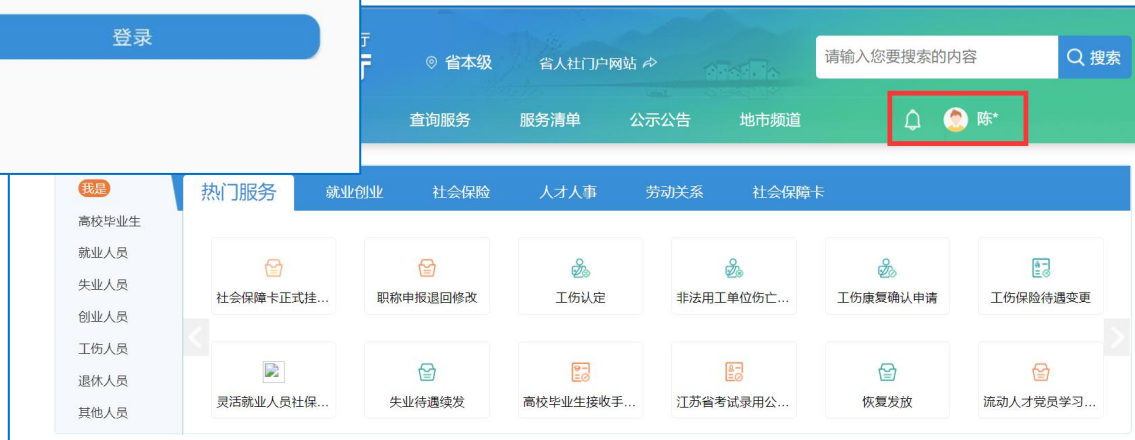 登录
厅
省本级
省人社门户网站
请输入您要搜索的内容
搜索
查询服务
服务清单
公示公告
地市频道
陈*
我是
高校毕业生
就业人员
失业人员
创业人员
工伤人员
退休人员
其他人员
热门服务
就业创业
社会保险
人才人事
劳动关系
社会保障卡
社会保障卡正式挂...
职称申报退回修改
工伤认定
非法用工单位伤亡...
工伤康复确认申请
工伤保险待遇变更
灵活就业人员社保...
失业待遇续发
高校毕业生接收手...
江苏省考试录用公...
恢复发放
流动人才党员学习...